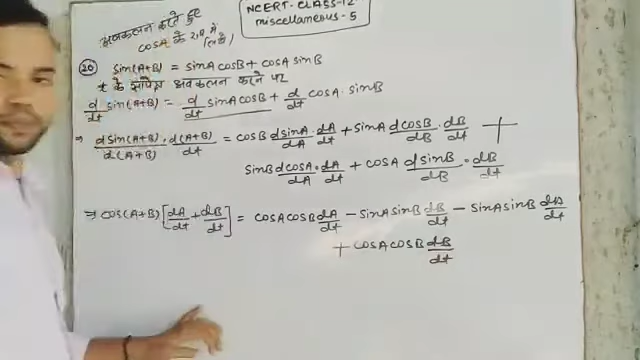 NCERT-CLASS-12
miscellaneous-5
अवकलन करते हुए
cosA के
(20) sin(A+B) = sinA cosB + cosA sinB
t के सापेक्ष अवकलन करने पर
d/dt sin(A+B) = d/dt sinA cosB + d/dt cosA · sinB
⇒ d sin(A+B)/d(A+B) · d(A+B)/dt = cosB dsinA/dA · dA/dt + sinA dcosB/dB · dB/dt +
sinB dcosA/dA · dA/dt + cosA dsinB/dB · dB/dt
⇒ cos(A+B) [dA/dt + dB/dt] = cosA cosB dA/dt − sinA sinB dB/dt − sinA sinB dA/dt
+ cosA cosB dB/dt